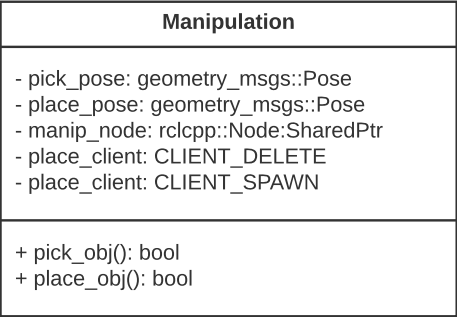 Manipulation
- pick_pose: geometry_msgs::Pose
- place_pose: geometry_msgs::Pose
- manip_node: rclcpp::Node:SharedPtr
- place_client: CLIENT_DELETE
- place_client: CLIENT_SPAWN
+ pick_obj(): bool
+ place_obj(): bool